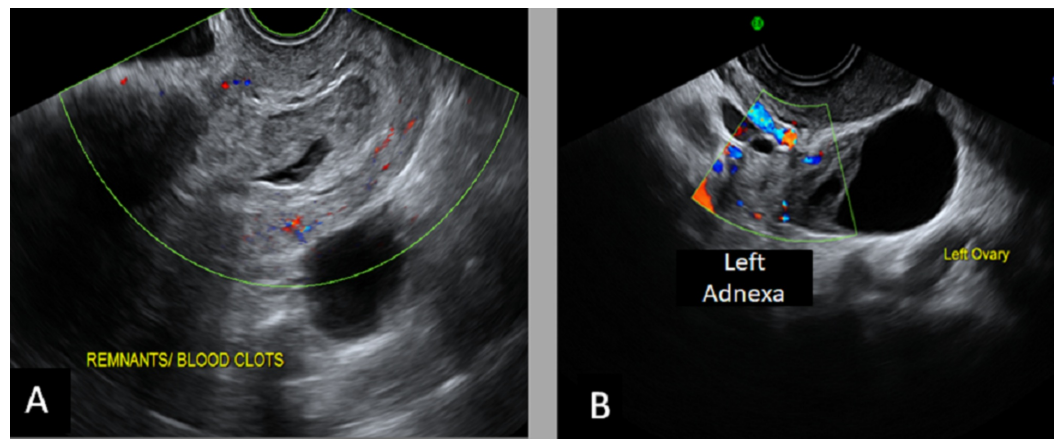 REMNANTS/ BLOOD CLOTS
A
Left
Adnexa
Left Ovary
B